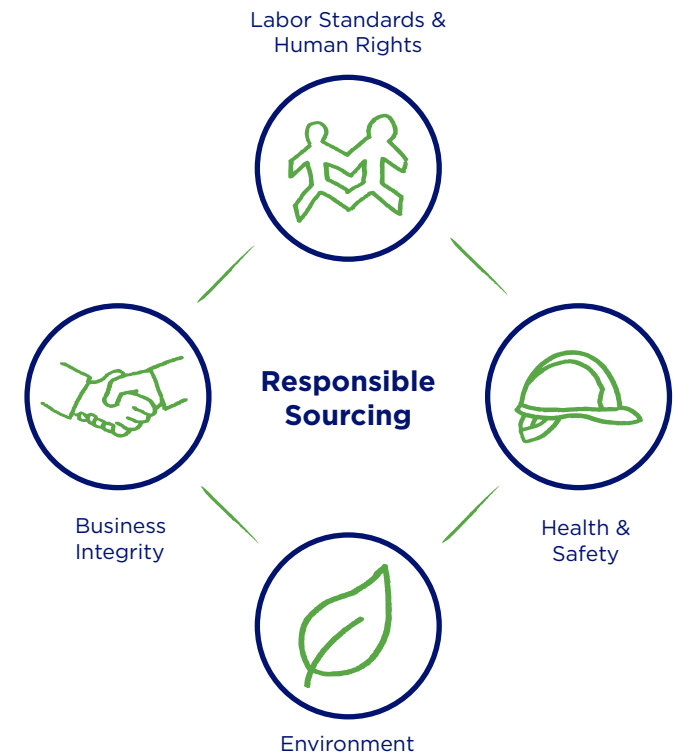 Labor Standards &
Human Rights
Responsible
Sourcing
Business
Integrity
Health &
Safety
Environment